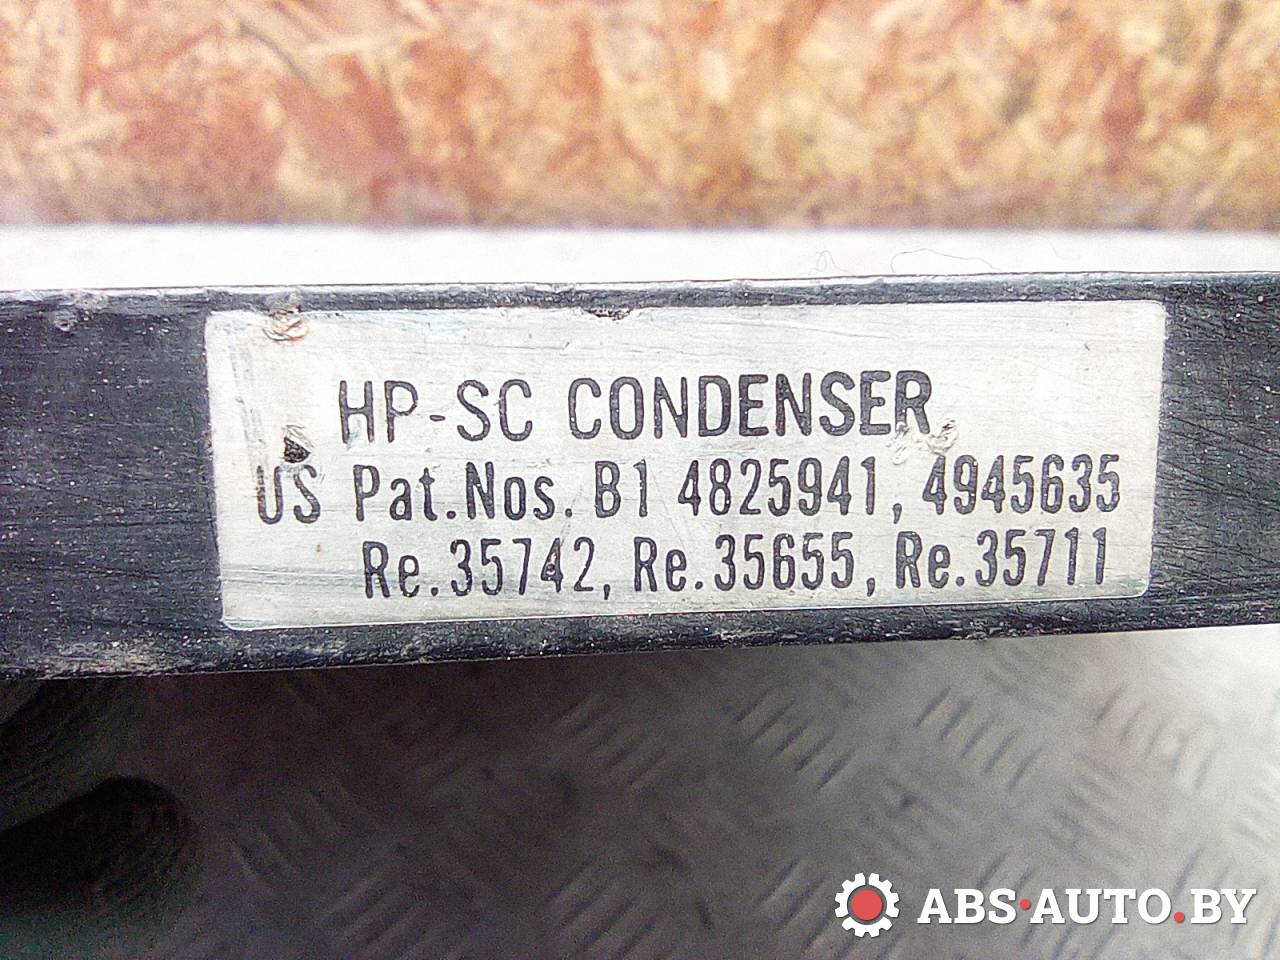 HP-SC CONDENSER
US Pat.Nos. B1 4825941, 4945635
Re.35742, Re.35655, Re.35711
ABS·AUTO.BY